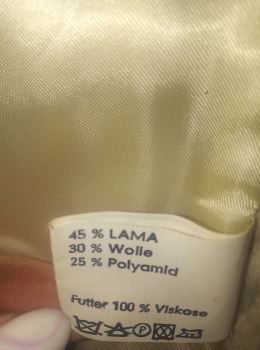 45 % LAMA
30 % Wolle
25 % Polyamid
Futter 100 % Viskose
P